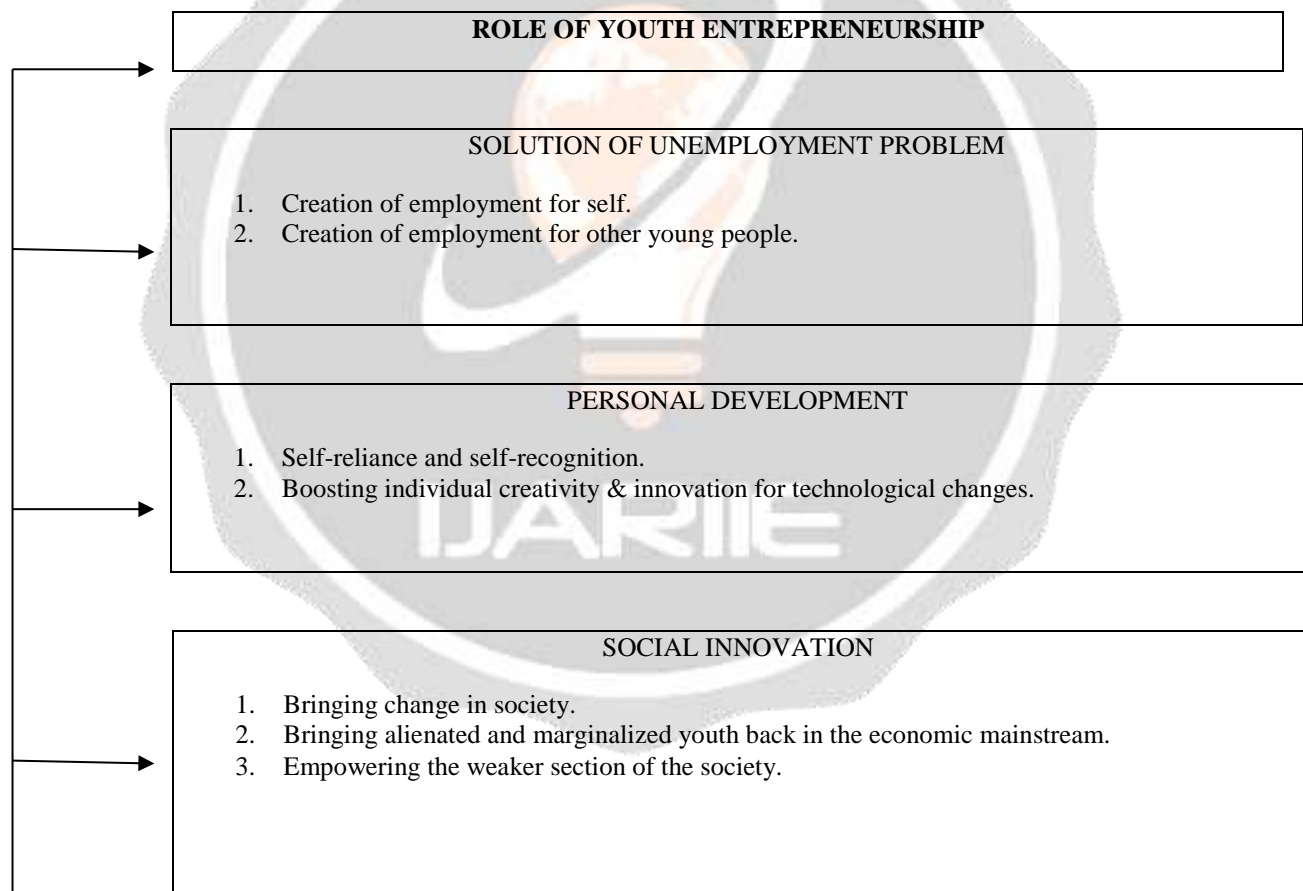 ROLE OF YOUTH ENTREPRENEURSHIP
SOLUTION OF UNEMPLOYMENT PROBLEM
1. Creation of employment for self.
2. Creation of employment for other young people.
PERSONAL DEVELOPMENT
1. Self-reliance and self-recognition.
2. Boosting individual creativity & innovation for technological changes.
IJARIIE
SOCIAL INNOVATION
1. Bringing change in society.
2. Bringing alienated and marginalized youth back in the economic mainstream.
3. Empowering the weaker section of the society.